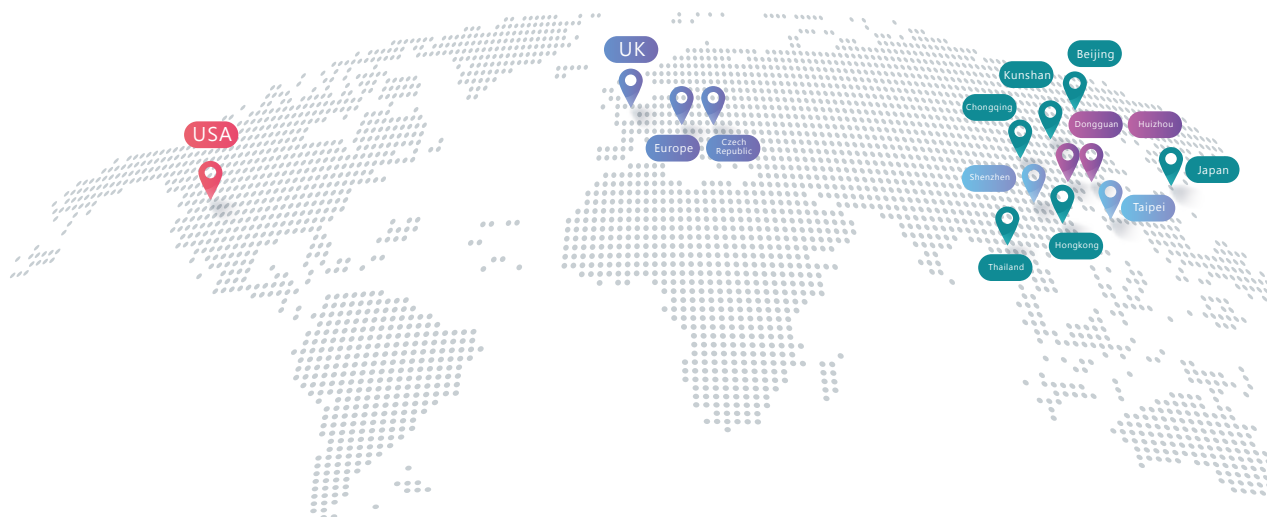 UK
Beijing
Kunshan
Chongqing
Dongguan
Huizhou
USA
Europe
Czech
Republic
Japan
Shenzhen
Taipei
Hongkong
Thailand